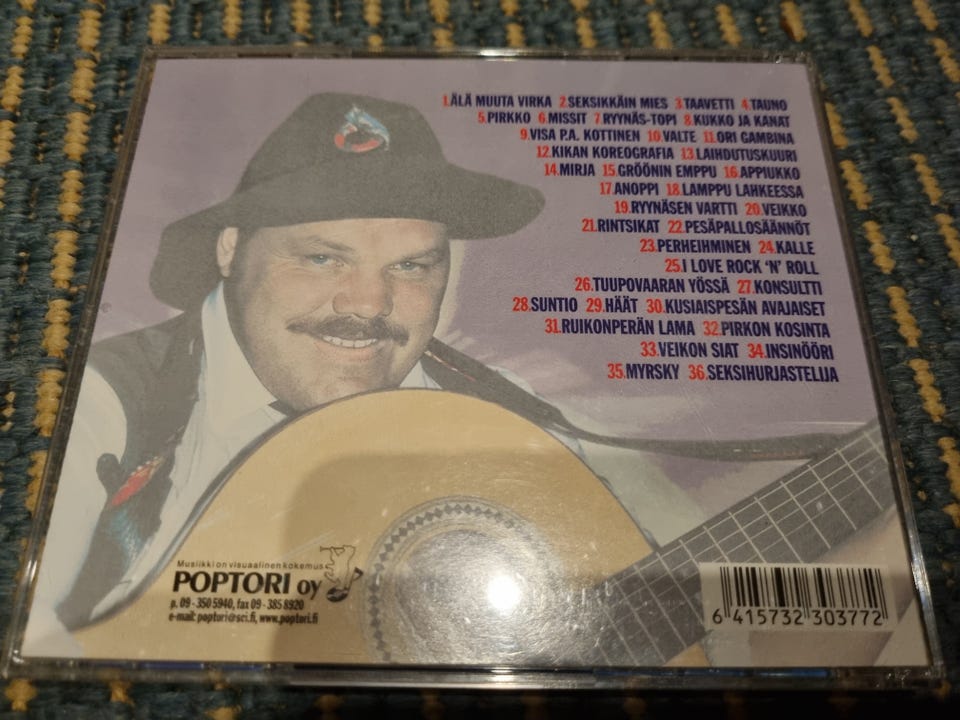 1.ÄLÄ MUUTA VIRKA 2.SEKSIKKÄIN MIES 3.TAAVETTI 4.TAUNO
5.PIRKKO 6.MISSIT 7.RYYNÄS-TOPI 8.KUKKO JA KANAT
9.VISA P.A. KOTTINEN 10.VALTE 11.ORI GAMBINA
12.KIKAN KOREOGRAFIA 13.LAIHDUTUSKUURI
14.MIRJA 15.GRÖÖNIN EMPPU 16.APPIUKKO
17.ANOPPI 18.LAMPPU LAHKEESSA
19.RYYNÄSEN VARTTI 20.VEIKKO
21.RINTSIKAT 22.PESÄPALLOSÄÄNNÖT
23.PERHEIHMINEN 24.KALLE
25.I LOVE ROCK 'N' ROLL
26.TUUPOVAARAN YÖSSÄ 27.KONSULTTI
28.SUNTIO 29.HÄÄT 30.KUSIAISPESÄN AVAJAISET
31.RUIKONPERÄN LAMA 32.PIRKON KOSINTA
33.VEIKON SIAT 34.INSINÖÖRI
35.MYRSKY 36.SEKSIHURJASTELIJA
Musiikki on visuaalinen kokemus
POPTORI oy
p. 09 - 350 5940, fax 09 - 385 8920
e-mail: poptori@sci.fi, www.poptori.fi
6 415732 303772